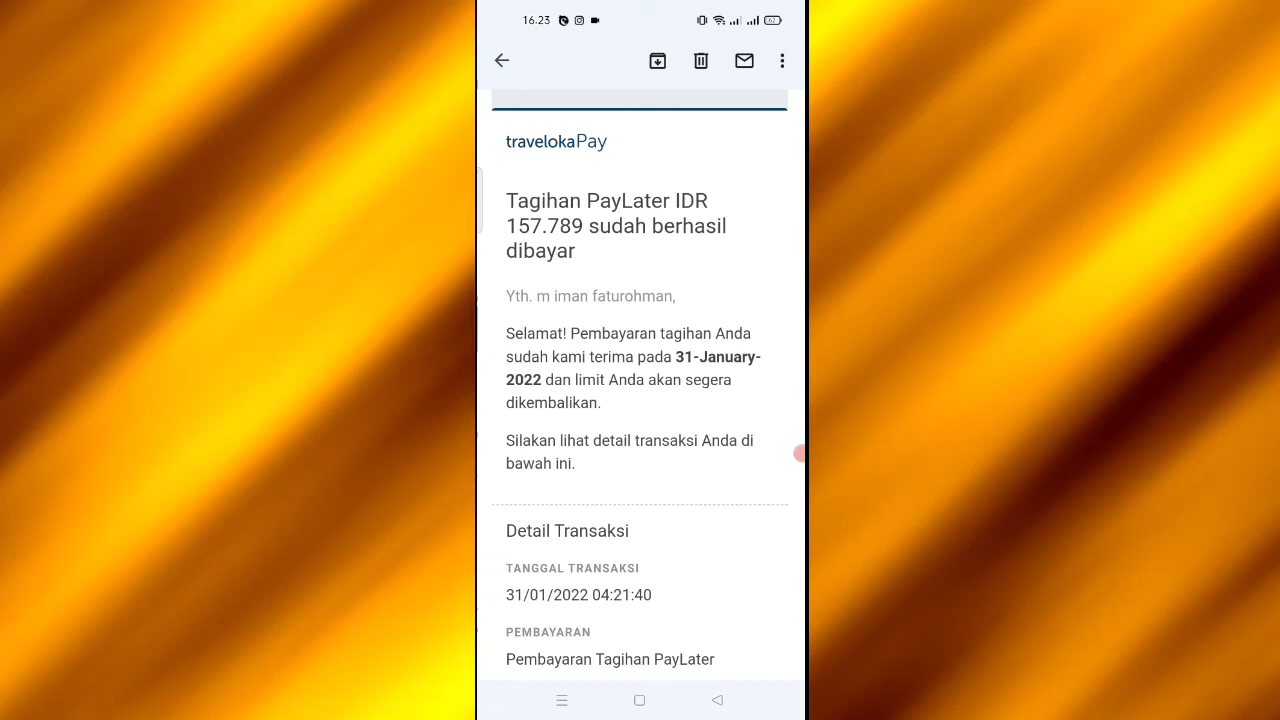 16.23
62
travelokaPay
Tagihan PayLater IDR
157.789 sudah berhasil
dibayar
Yth. m iman faturohman,
Selamat! Pembayaran tagihan Anda
sudah kami terima pada 31-January-
2022 dan limit Anda akan segera
dikembalikan.
Silakan lihat detail transaksi Anda di
bawah ini.
Detail Transaksi
TANGGAL TRANSAKSI
31/01/2022 04:21:40
PEMBAYARAN
Pembayaran Tagihan PayLater